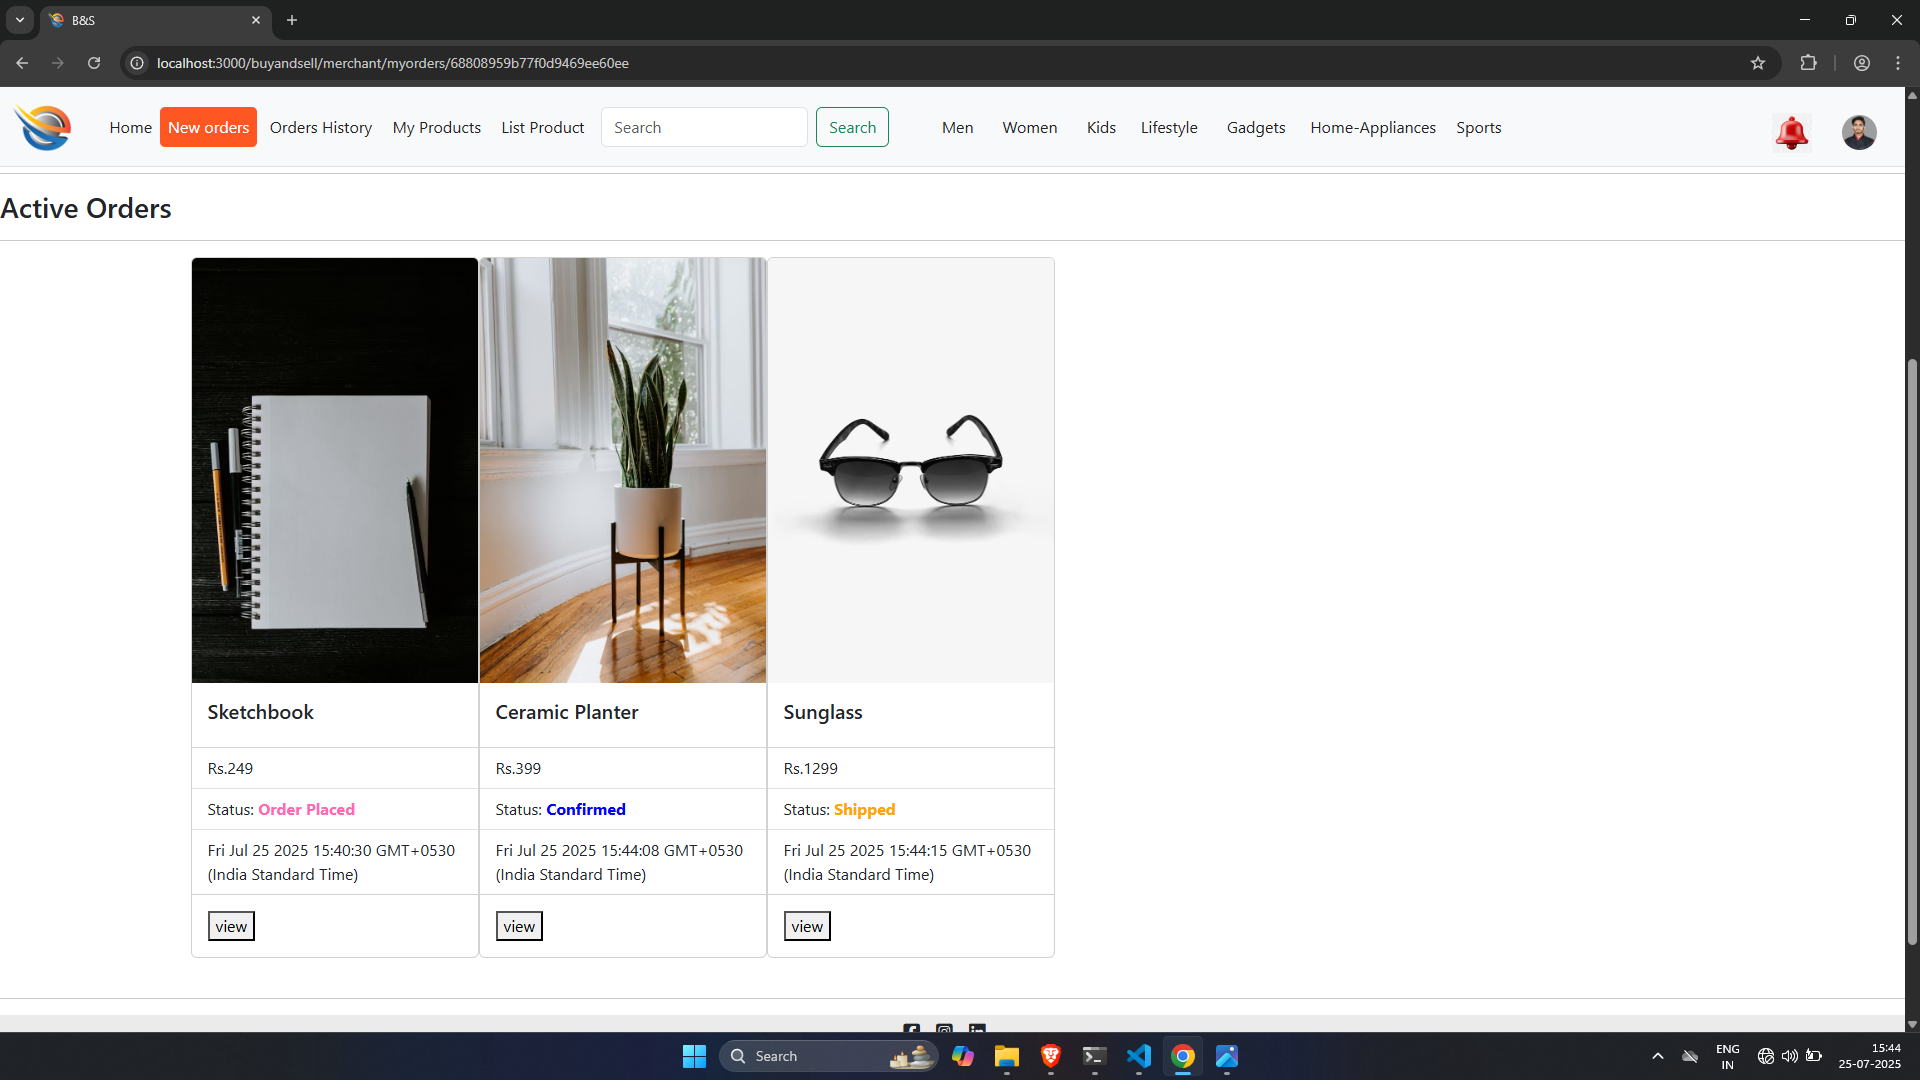 B&S
localhost:3000/buyandsell/merchant/myorders/68808959b77f0d9469ee60ee
Home New orders Orders History My Products List Product Search Search Men Women Kids Lifestyle Gadgets Home-Appliances Sports
Active Orders
Sketchbook
Rs.249
Status: Order Placed
Fri Jul 25 2025 15:40:30 GMT+0530
(India Standard Time)
view
Ceramic Planter
Rs.399
Status: Confirmed
Fri Jul 25 2025 15:44:08 GMT+0530
(India Standard Time)
view
Sunglass
Rs.1299
Status: Shipped
Fri Jul 25 2025 15:44:15 GMT+0530
(India Standard Time)
view
Search
ENG
IN
15:44
25-07-2025